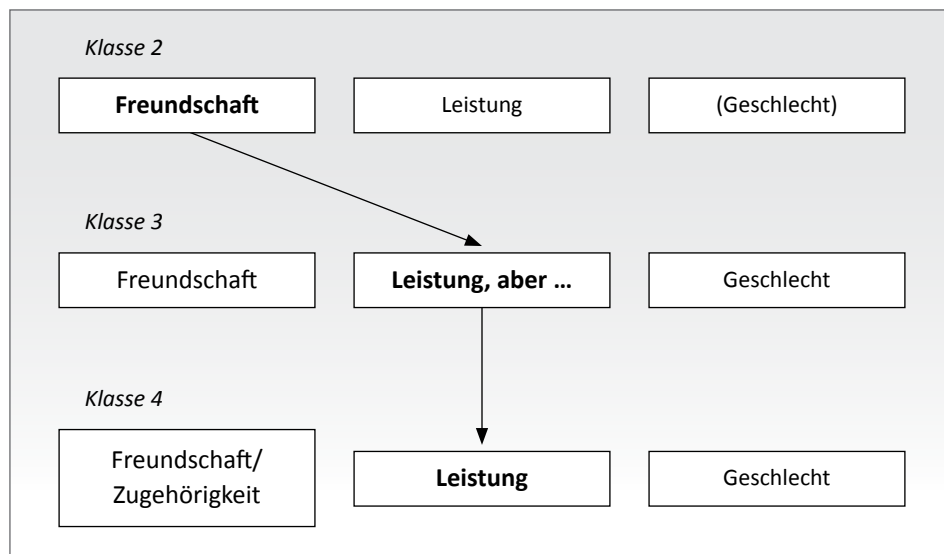 Klasse 2
Freundschaft
Leistung
(Geschlecht)
Klasse 3
Freundschaft
Leistung, aber ...
Geschlecht
Klasse 4
Freundschaft/
Zugehörigkeit
Leistung
Geschlecht